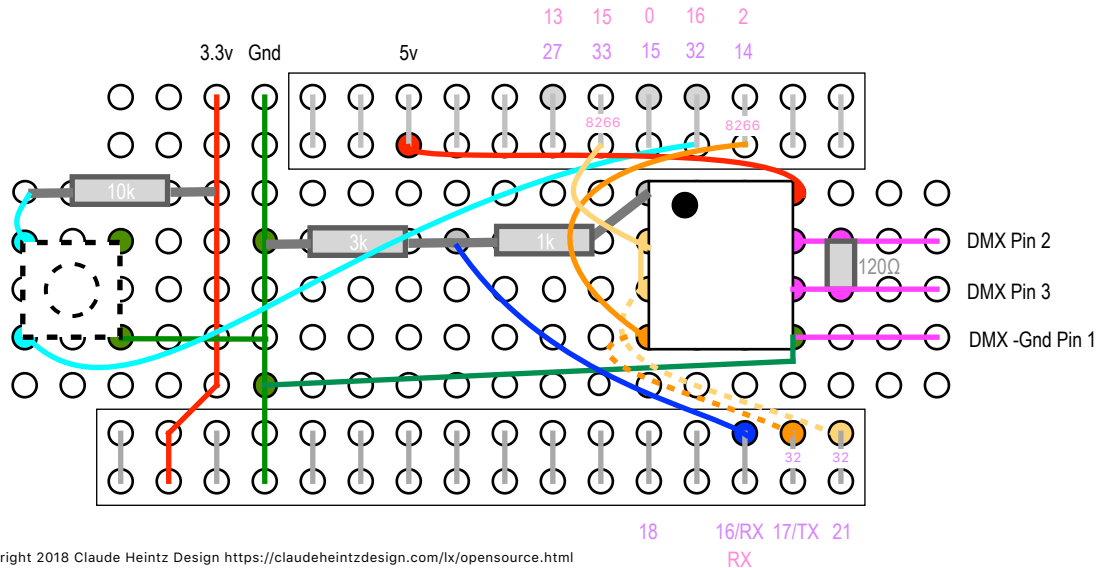 13 15 0 16 2
3.3v Gnd 5v 27 33 15 32 14
8266 8266
10k
3k 1k DMX Pin 2
120Ω
DMX Pin 3
DMX -Gnd Pin 1
32 32
18 16/RX 17/TX 21
right 2018 Claude Heintz Design https://claudeheintzdesign.com/lx/opensource.html
RX